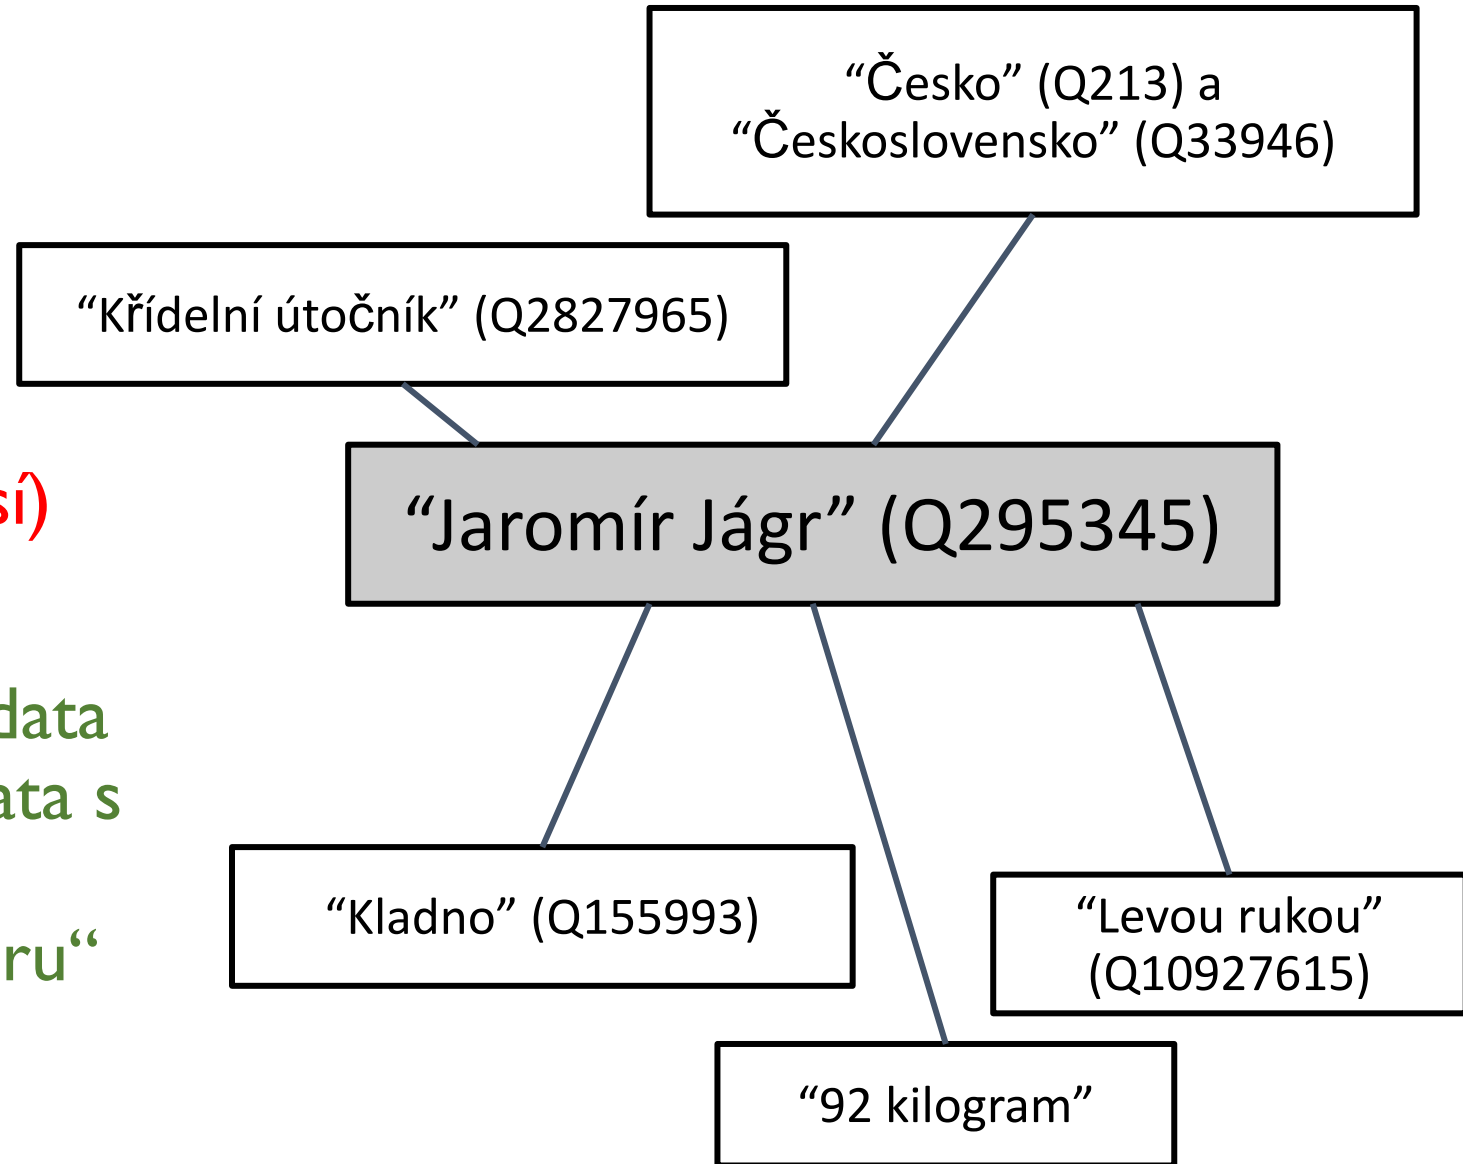 “Česko” (Q213) a
“Československo” (Q33946)
“Křídelní útočník” (Q2827965)
sí)
“Jaromír Jágr” (Q295345)
data
ata s
ru“
“Kladno” (Q155993)
“Levou rukou”
(Q10927615)
“92 kilogram”